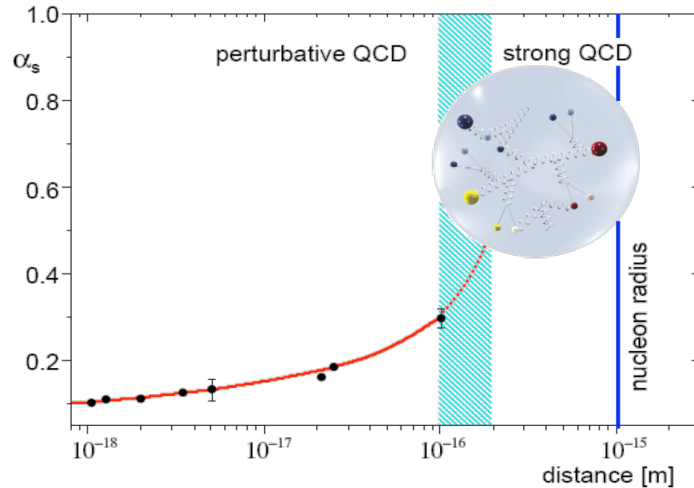 1.0
perturbative QCD
strong QCD
αs
0.8
0.6
0.4
0.2
nucleon radius
10⁻¹⁸
10⁻¹⁷
10⁻¹⁶
10⁻¹⁵
distance [m]